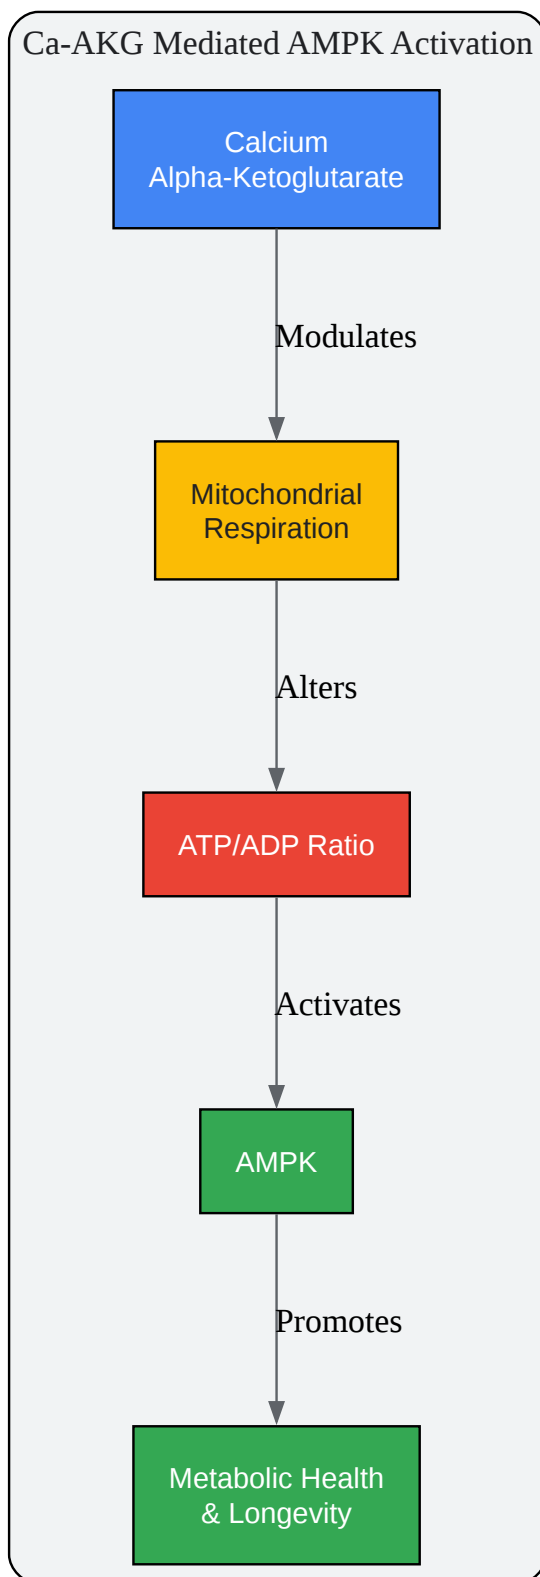 Ca-AKG Mediated AMPK Activation
Calcium
Alpha-Ketoglutarate
Modulates
Mitochondrial
Respiration
Alters
ATP/ADP Ratio
Activates
AMPK
Promotes
Metabolic Health
& Longevity